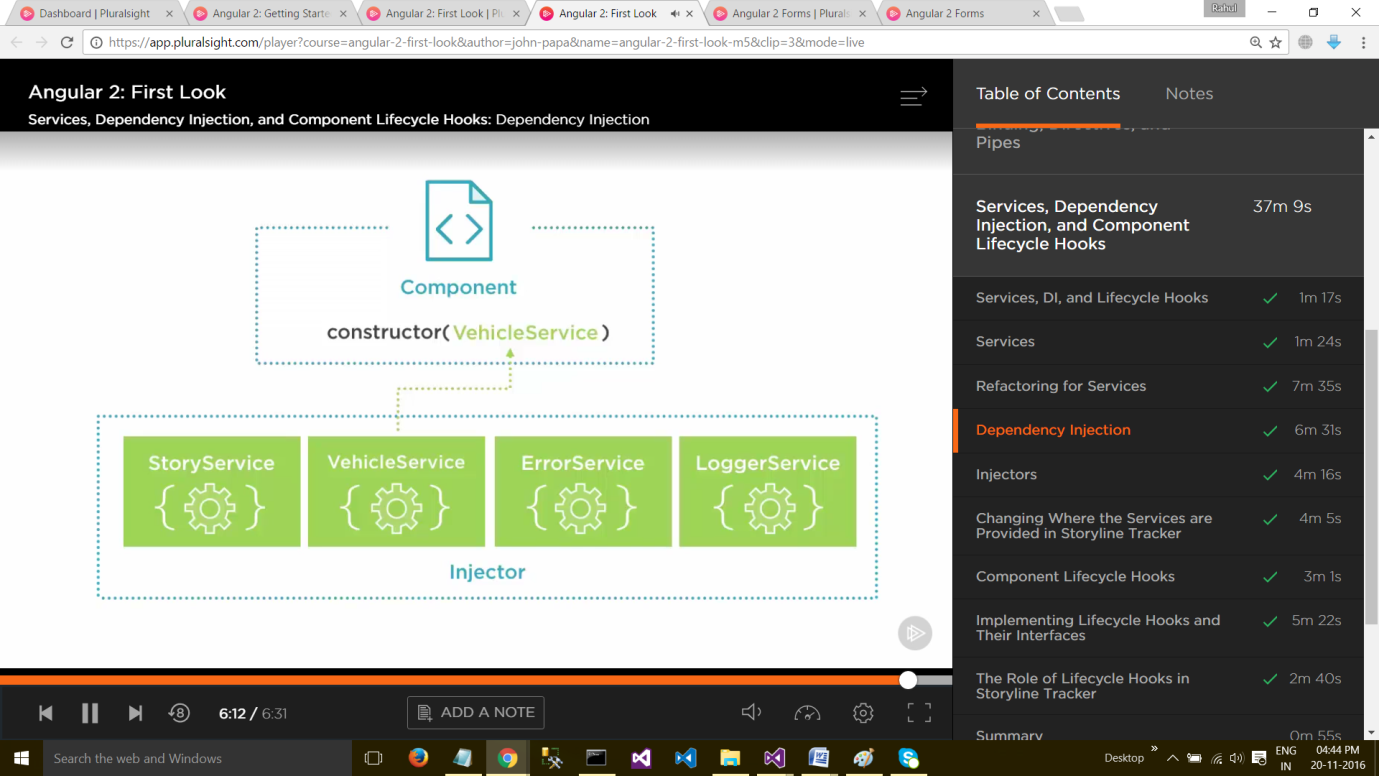 Dashboard | Pluralsight
Angular 2: Getting Starte
Angular 2: First Look | Pl
Angular 2: First Look
Angular 2 Forms | Plurals
Angular 2 Forms
Rahul
https://app.pluralsight.com/player?course=angular-2-first-look&author=john-papa&name=angular-2-first-look-m5&clip=3&mode=live
Angular 2: First Look
Services, Dependency Injection, and Component Lifecycle Hooks: Dependency Injection
Component
constructor(VehicleService)
StoryService
VehicleService
ErrorService
LoggerService
Injector
8
6:12 / 6:31
ADD A NOTE
Table of Contents
Notes
Binding, Directives, and
Pipes
Services, Dependency
Injection, and Component
Lifecycle Hooks
37m 9s
Services, DI, and Lifecycle Hooks
1m 17s
Services
1m 24s
Refactoring for Services
7m 35s
Dependency Injection
6m 31s
Injectors
4m 16s
Changing Where the Services are
Provided in Storyline Tracker
4m 5s
Component Lifecycle Hooks
3m 1s
Implementing Lifecycle Hooks and
Their Interfaces
5m 22s
The Role of Lifecycle Hooks in
Storyline Tracker
2m 40s
Summary
0m 55s
Search the web and Windows
Desktop
ENG
IN
04:44 PM
20-11-2016